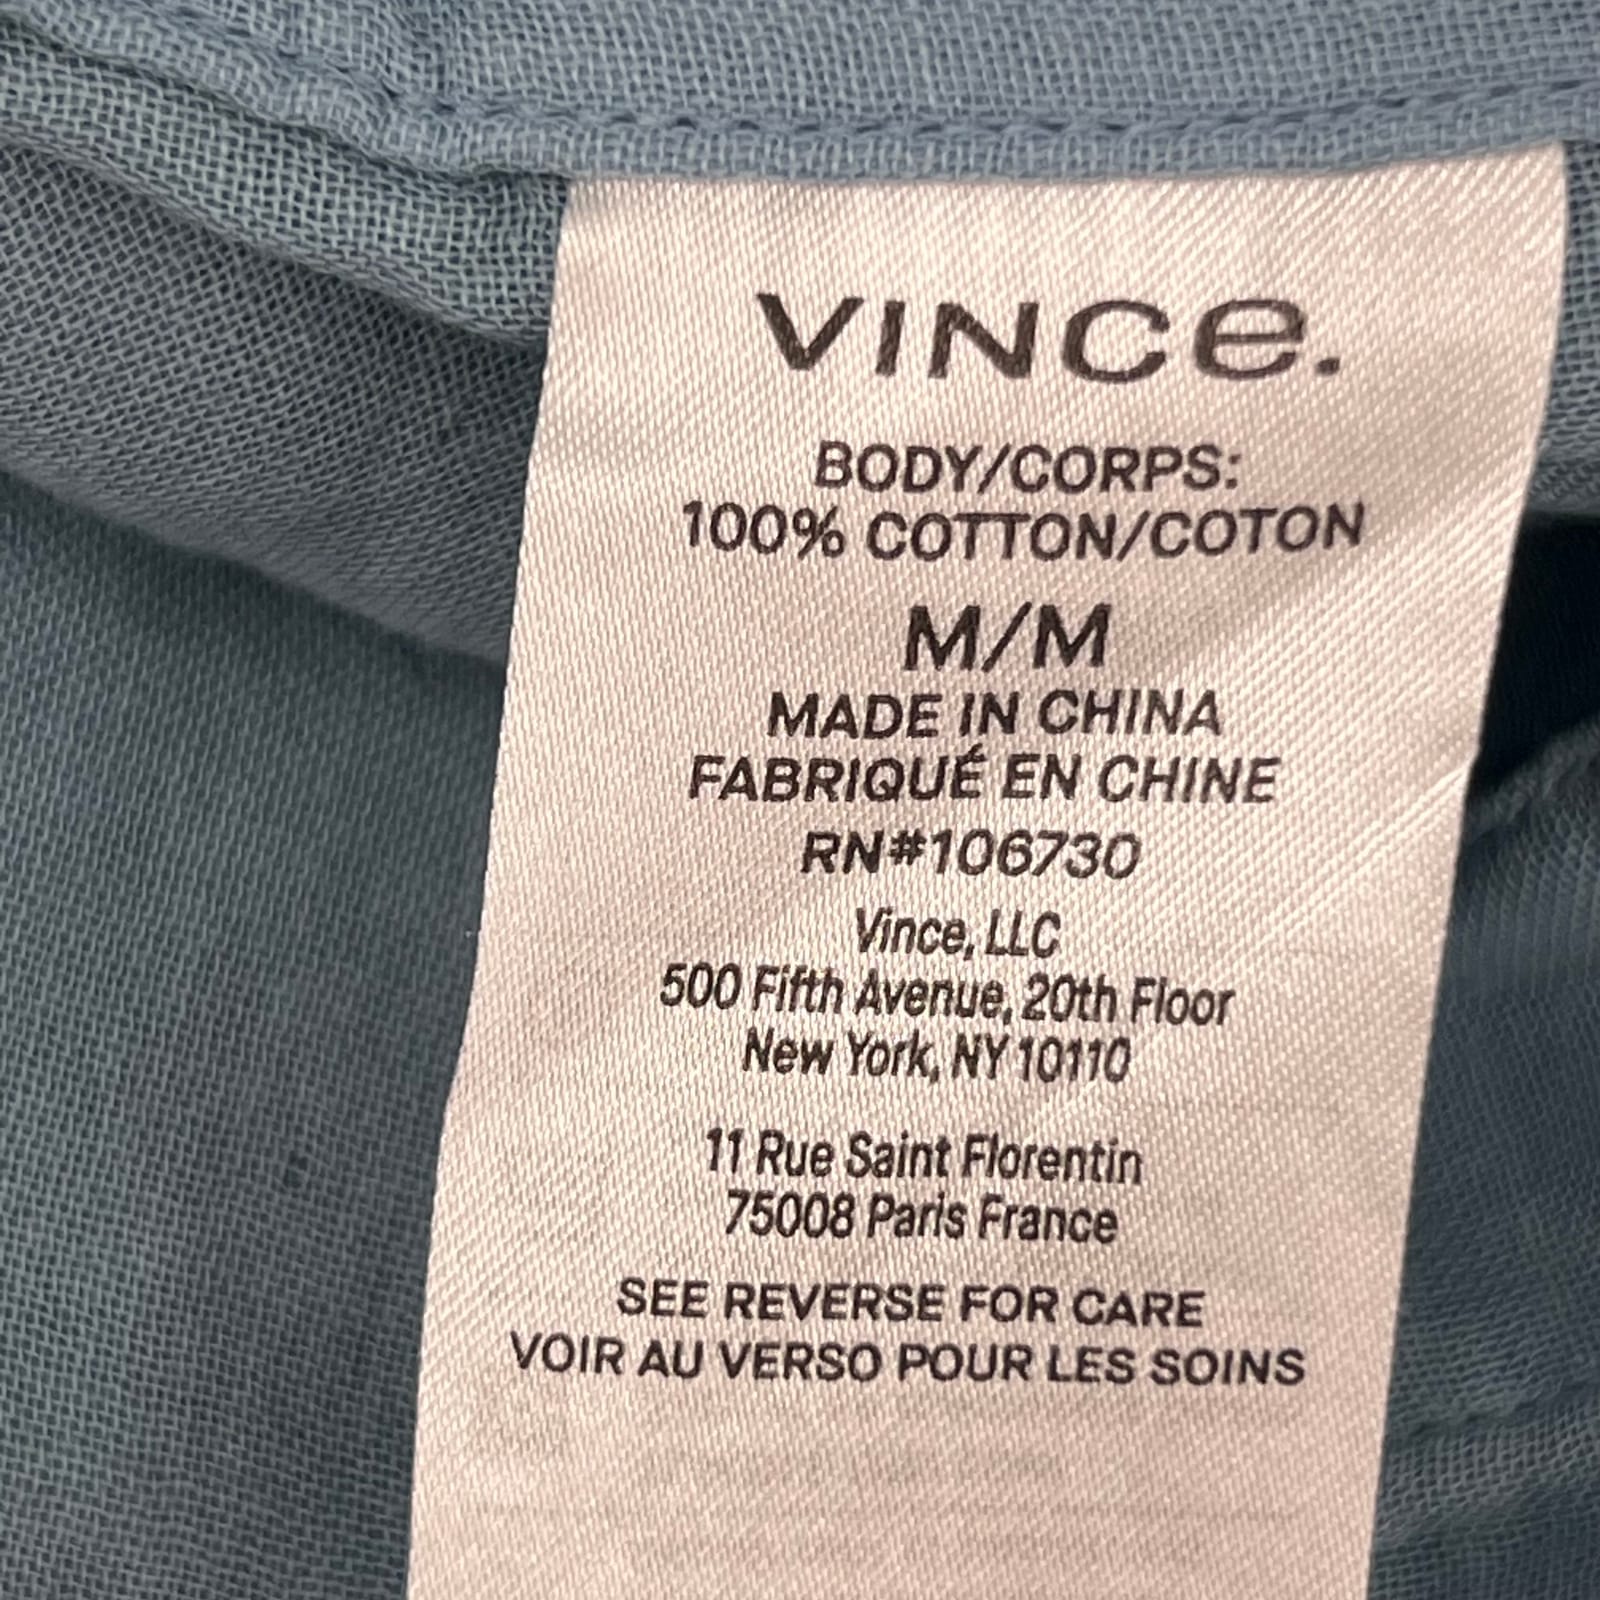 VINCe.
BODY/CORPS:
100% COTTON/COTON
M/M
MADE IN CHINA
FABRIQUÉ EN CHINE
RN#106730
Vince, LLC
500 Fifth Avenue, 20th Floor
New York, NY 10110
11 Rue Saint Florentin
75008 Paris France
SEE REVERSE FOR CARE
VOIR AU VERSO POUR LES SOINS